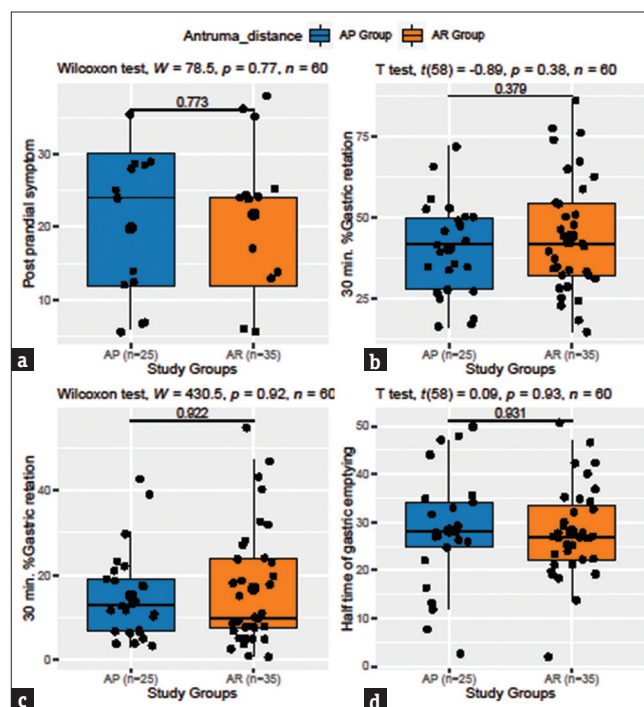 Antruma_distance AP Group AR Group
Wilcoxon test, W = 78.5, p = 0.77, n = 60
0.773
30
20
10
Post prandial symptom
AP (n=25) AR (n=35)
Study Groups
a
T test, t(58) = -0.89, p = 0.38, n = 60
0.379
75
50
25
30 min. %Gastric retation
AP (n=25) AR (n=35)
Study Groups
b
Wilcoxon test, W = 430.5, p = 0.92, n = 60
0.922
40
20
0
30 min. %Gastric retation
AP (n=25) AR (n=35)
Study Groups
c
T test, t(58) = 0.09, p = 0.93, n = 60
0.931
50
40
30
20
10
0
Half time of gastric emptying
AP (n=25) AR (n=35)
Study Groups
d